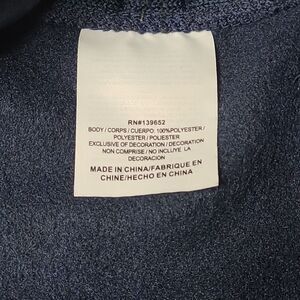 RN#139652
BODY / CORPS / CUERPO: 100%POLYESTER /
POLYESTER / POLIESTER
EXCLUSIVE OF DECORATION / DECORATION
NON COMPRISE / NO INCLUYE LA
DECORACION
MADE IN CHINA/FABRIQUE EN
CHINE/HECHO EN CHINA